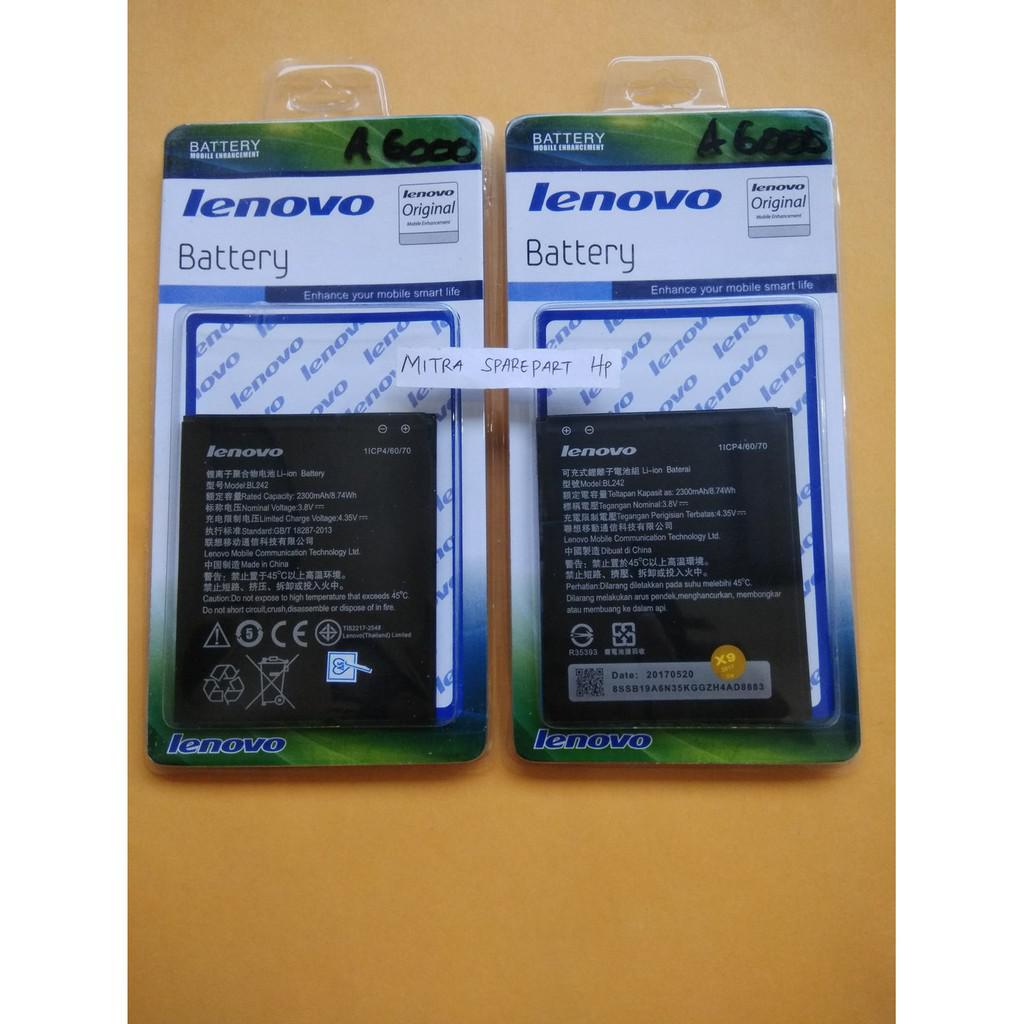 BATTERY
MOBILE ENHANCEMENT
A 6000
lenovo
lenovo
Original
Mobile Enhancement
Battery
Enhance your mobile smart life
lenovo
1ICP4/60/70
锂离子聚合物电池 Li-ion Battery
型号Model:BL242
额定容量Rated Capacity: 2300mAh/8.74Wh
标称电压Nominal Voltage:3.8V
充电限制电压Limited Charge Voltage:4.35V
执行标准Standard:GB/T 18287-2013
联想移动通信科技有限公司
Lenovo Mobile Communication Technology Ltd.
中国制造 Made in China
警告：禁止置于45℃以上高温环境。
禁止短路、挤压、拆卸或投入火中。
Caution:Do not expose to high temperature that exceeds 45℃.
Do not short circuit,crush,disassemble or dispose of in fire.
5
CE
TIS2217-2548
Lenovo(Thailand) Limited
lenovo
MITRA SPAREPART Hp
BATTERY
MOBILE ENHANCEMENT
A 6000
lenovo
lenovo
Original
Mobile Enhancement
Battery
Enhance your mobile smart life
lenovo
1ICP4/60/70
可充式鋰離子電池組 Li-ion Baterai
型號Model:BL242
額定電容量 Tetlapan Kapasit as: 2300mAh/8.74Wh
標稱電壓Tegangan Nominal:3.8V
充電限制電壓Tegangan Perigisian Terbatas:4.35V
聯想移動通信科技有限公司
Lenovo Mobile Communication Technology Ltd.
中國製造 Dibuat di China
警告：禁止置於45℃以上高溫環境。
禁止短路、擠壓、拆卸或投入火中。
Perhatian:Dilarang diletakkan pada suhu melebihi 45℃.
Dilarang melakukan arus pendek,menghancurkan, membongkar
atau membuang ke dalam api.
R35393
廢電池請回收
X9
Date: 20170520
8SSB19A6N35KGGZH4AD8683
lenovo